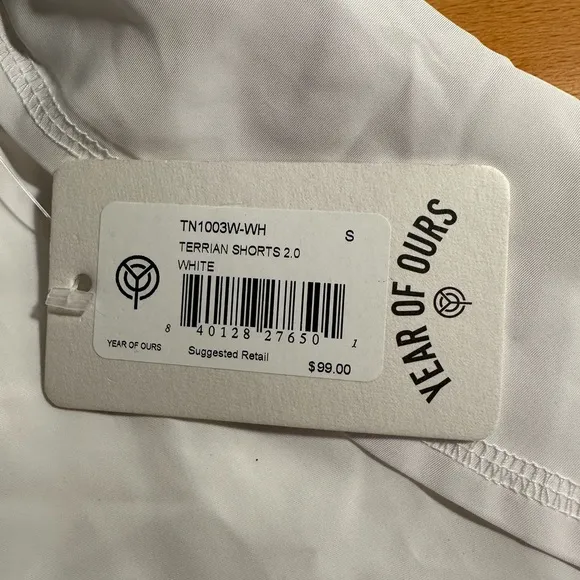 TN1003W-WH S
TERRIAN SHORTS 2.0
WHITE
8 40128 27650 1
YEAR OF OURS Suggested Retail $99.00
YEAR OF OURS